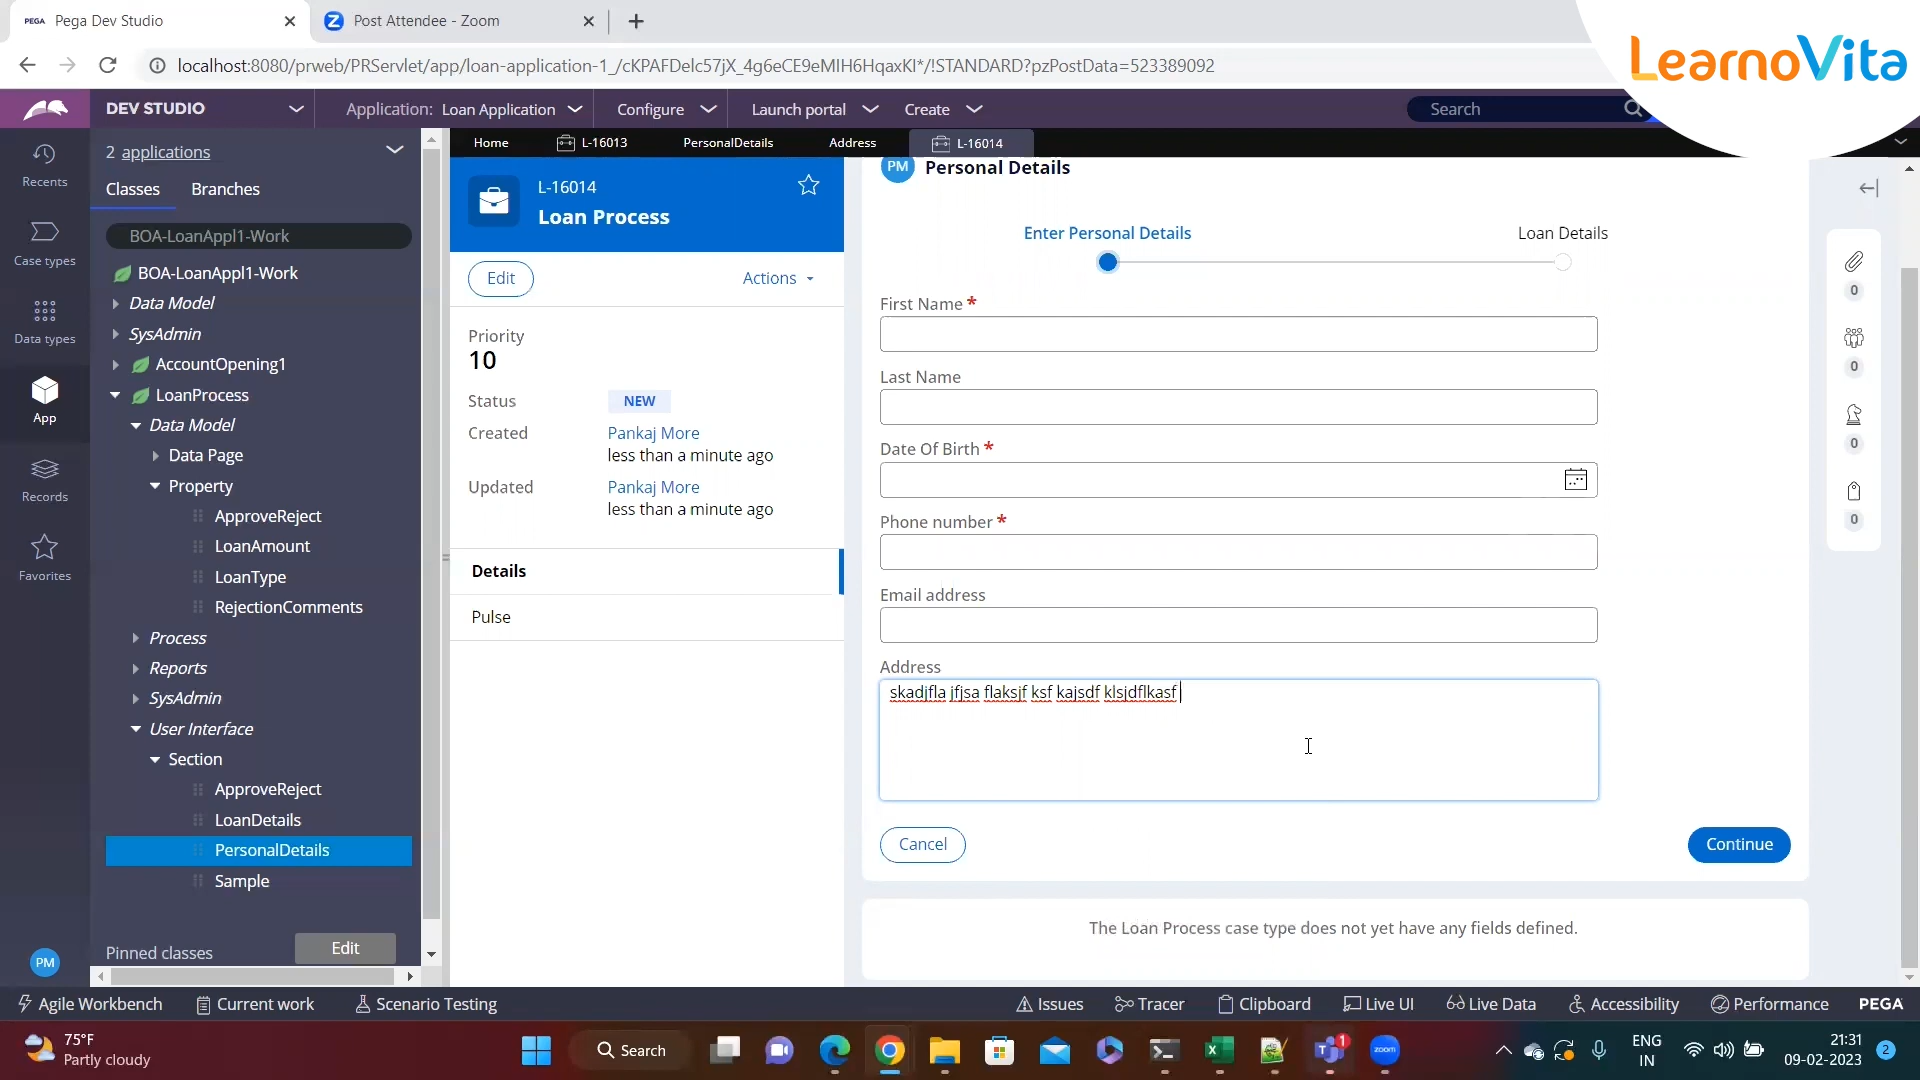 PEGA Pega Dev Studio
Post Attendee - Zoom
LearnoVita
localhost:8080/prweb/PRServlet/app/loan-application-1_/cKPAFDelc57jX_4g6eCE9eMIH6HqaxKI*/!STANDARD?pzPostData=523389092
DEV STUDIO
Application: Loan Application
Configure
Launch portal
Create
Search
Recents
Case types
Data types
App
Records
Favorites
PM
2 applications
Classes
Branches
BOA-LoanAppl1-Work
BOA-LoanAppl1-Work
Data Model
SysAdmin
AccountOpening1
LoanProcess
Data Model
Data Page
Property
ApproveReject
LoanAmount
LoanType
RejectionComments
Process
Reports
SysAdmin
User Interface
Section
ApproveReject
LoanDetails
PersonalDetails
Sample
Pinned classes
Edit
Home
L-16013
PersonalDetails
Address
L-16014
L-16014
Loan Process
Edit
Actions
Priority
10
Status NEW
Created Pankaj More
less than a minute ago
Updated Pankaj More
less than a minute ago
Details
Pulse
PM Personal Details
Enter Personal Details
Loan Details
First Name *
Last Name
Date Of Birth *
Phone number *
Email address
Address
skadjfla jfjsa flaksjf ksf kajsdf klsjdflkasf
Cancel
Continue
The Loan Process case type does not yet have any fields defined.
0
0
0
0
Agile Workbench
Current work
Scenario Testing
Issues
Tracer
Clipboard
Live UI
Live Data
Accessibility
Performance
PEGA
75°F
Partly cloudy
Search
1
zoom
ENG
IN
21:31
09-02-2023
2